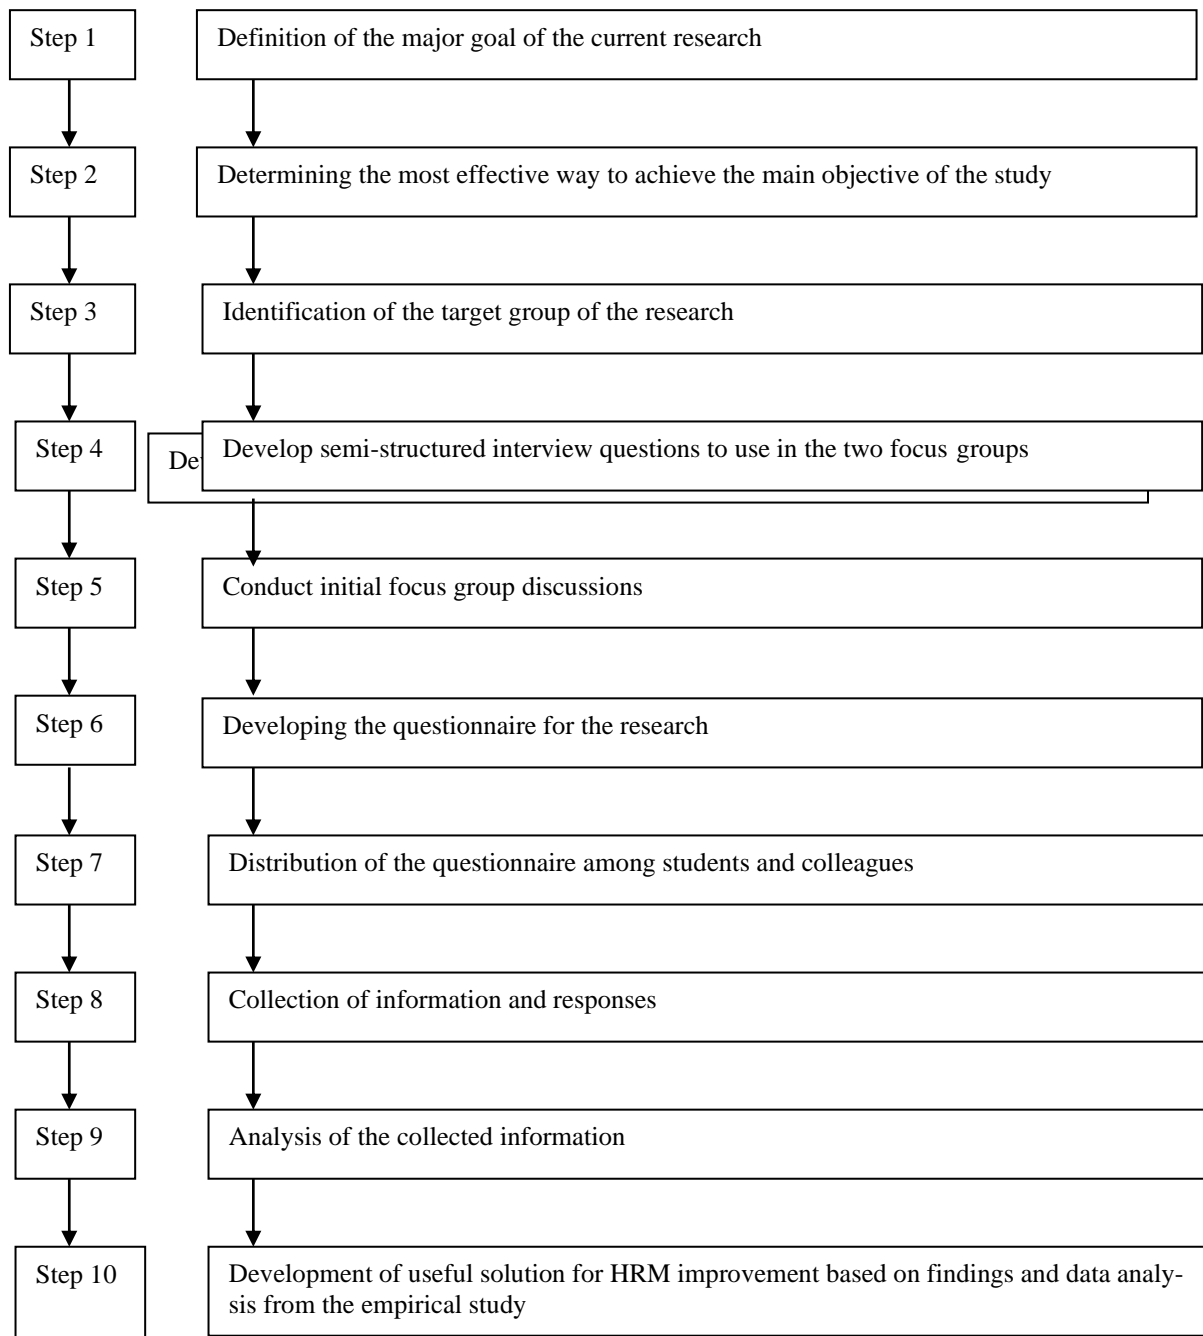 Step 1
Definition of the major goal of the current research
Step 2
Determining the most effective way to achieve the main objective of the study
Step 3
Identification of the target group of the research
Step 4
Develop semi-structured interview questions to use in the two focus groups
Step 5
Conduct initial focus group discussions
Step 6
Developing the questionnaire for the research
Step 7
Distribution of the questionnaire among students and colleagues
Step 8
Collection of information and responses
Step 9
Analysis of the collected information
Step 10
Development of useful solution for HRM improvement based on findings and data analy-
sis from the empirical study